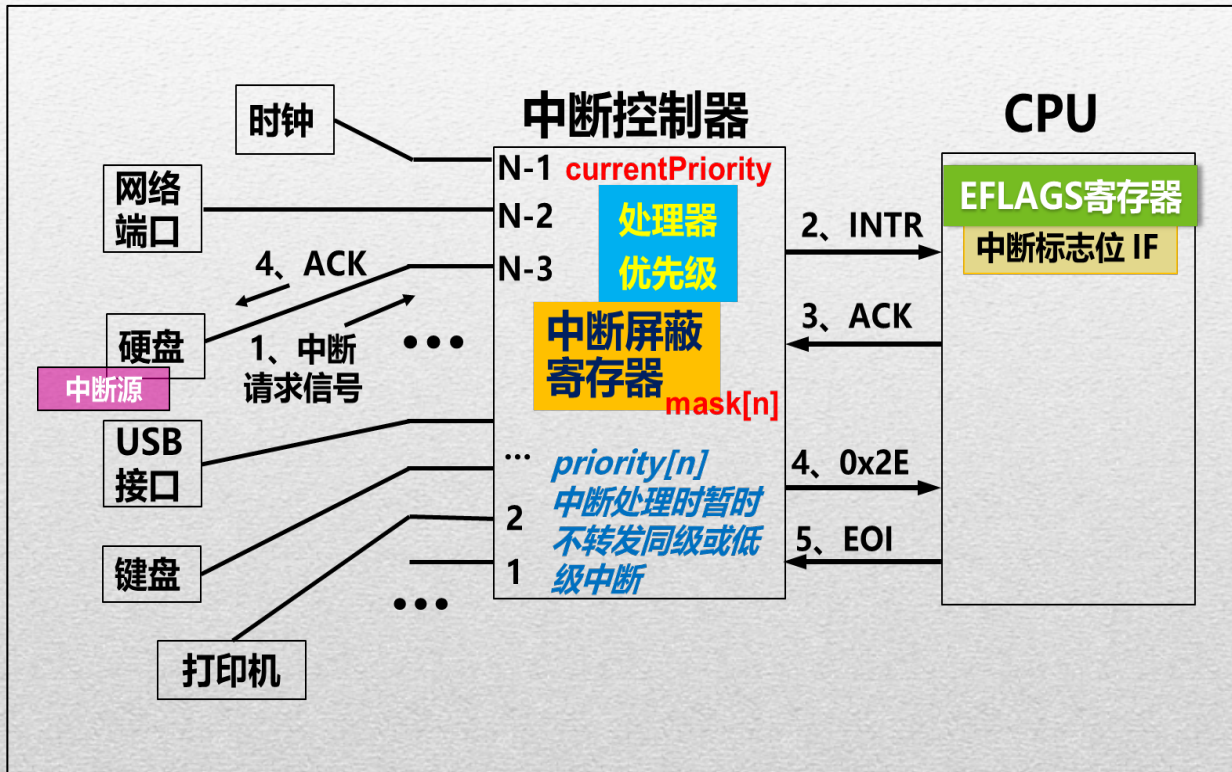 时钟
中断控制器
CPU
网络
端口
N-1 currentPriority
N-2
N-3
处理器
优先级
2、INTR
EFLAGS寄存器
中断标志位 IF
4、ACK
硬盘
中断源
1、中断
请求信号
•••
中断屏蔽
寄存器
mask[n]
3、ACK
USB
接口
...
priority[n]
中断处理时暂时
不转发同级或低
级中断
4、0x2E
2
5、EOI
键盘
1
•••
打印机